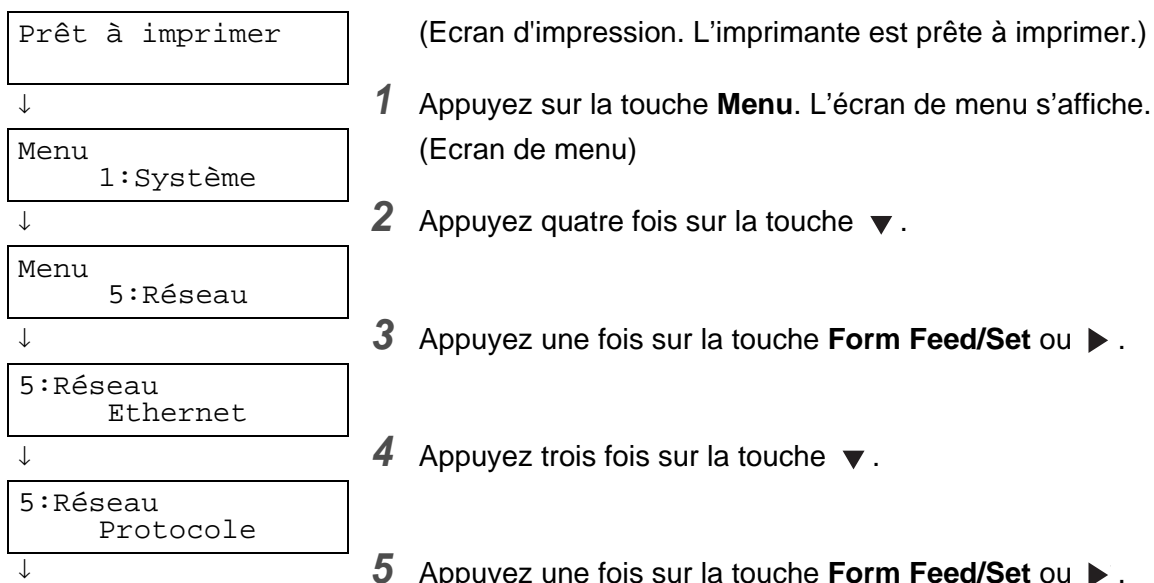 Prêt à imprimer
(Ecran d'impression. L’imprimante est prête à imprimer.)
↓
1 Appuyez sur la touche Menu. L’écran de menu s’affiche.
Menu
1:Système
(Ecran de menu)
↓
2 Appuyez quatre fois sur la touche ▼ .
Menu
5:Réseau
↓
3 Appuyez une fois sur la touche Form Feed/Set ou ▶ .
5:Réseau
Ethernet
↓
4 Appuyez trois fois sur la touche ▼ .
5:Réseau
Protocole
↓
5 Appuyez une fois sur la touche Form Feed/Set ou ▶ .